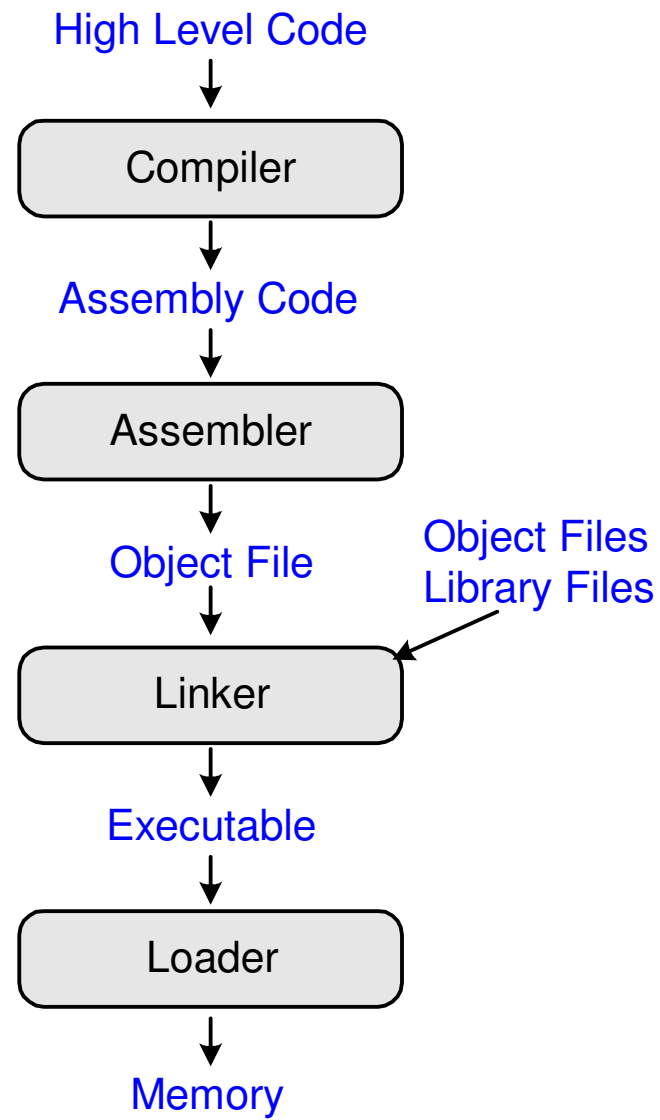 High Level Code
Compiler
Assembly Code
Assembler
Object File
Object Files
Library Files
Linker
Executable
Loader
Memory